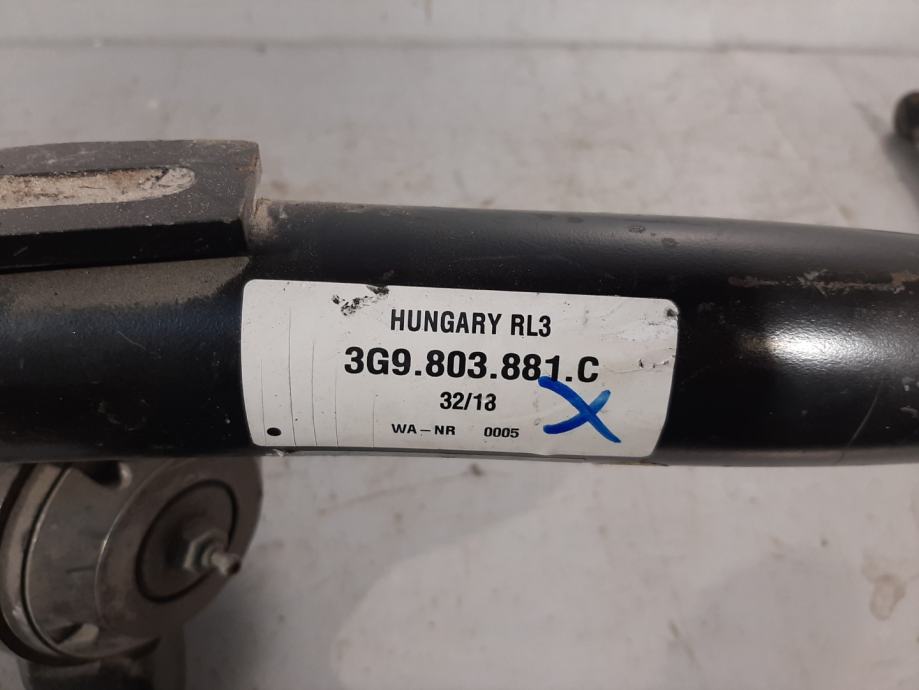 HUNGARY RL3
3G9.803.881.C
32/13
WA-NR 0005
X